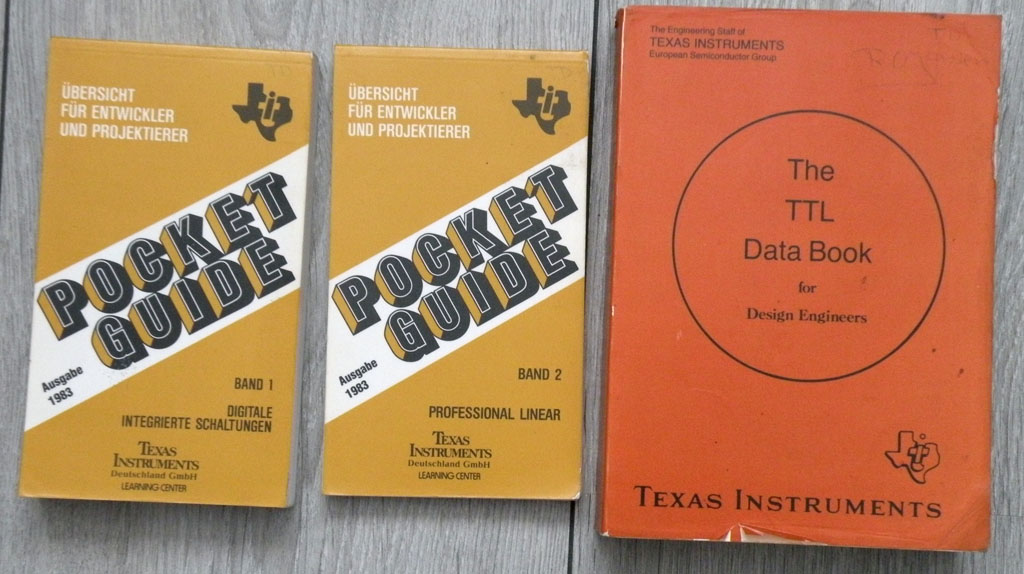 ÜBERSICHT
FÜR ENTWICKLER
UND PROJEKTIERER
POCKET
GUIDE
Ausgabe
1983
BAND 1
DIGITALE
INTEGRIERTE SCHALTUNGEN
TEXAS
INSTRUMENTS
Deutschland GmbH
LEARNING CENTER
ÜBERSICHT
FÜR ENTWICKLER
UND PROJEKTIERER
POCKET
GUIDE
Ausgabe
1983
BAND 2
PROFESSIONAL LINEAR
TEXAS
INSTRUMENTS
Deutschland GmbH
LEARNING CENTER
The Engineering Staff of
TEXAS INSTRUMENTS
European Semiconductor Group
The
TTL
Data Book
for
Design Engineers
TEXAS INSTRUMENTS